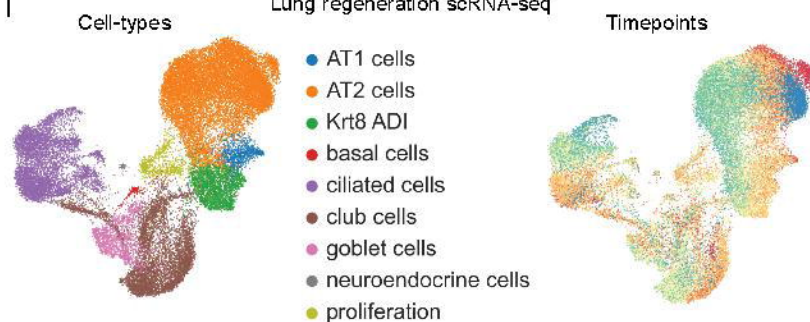 Lung regeneration scRNA-seq
Cell-types
Timepoints
AT1 cells
AT2 cells
Krt8 ADI
basal cells
ciliated cells
club cells
goblet cells
neuroendocrine cells
proliferation